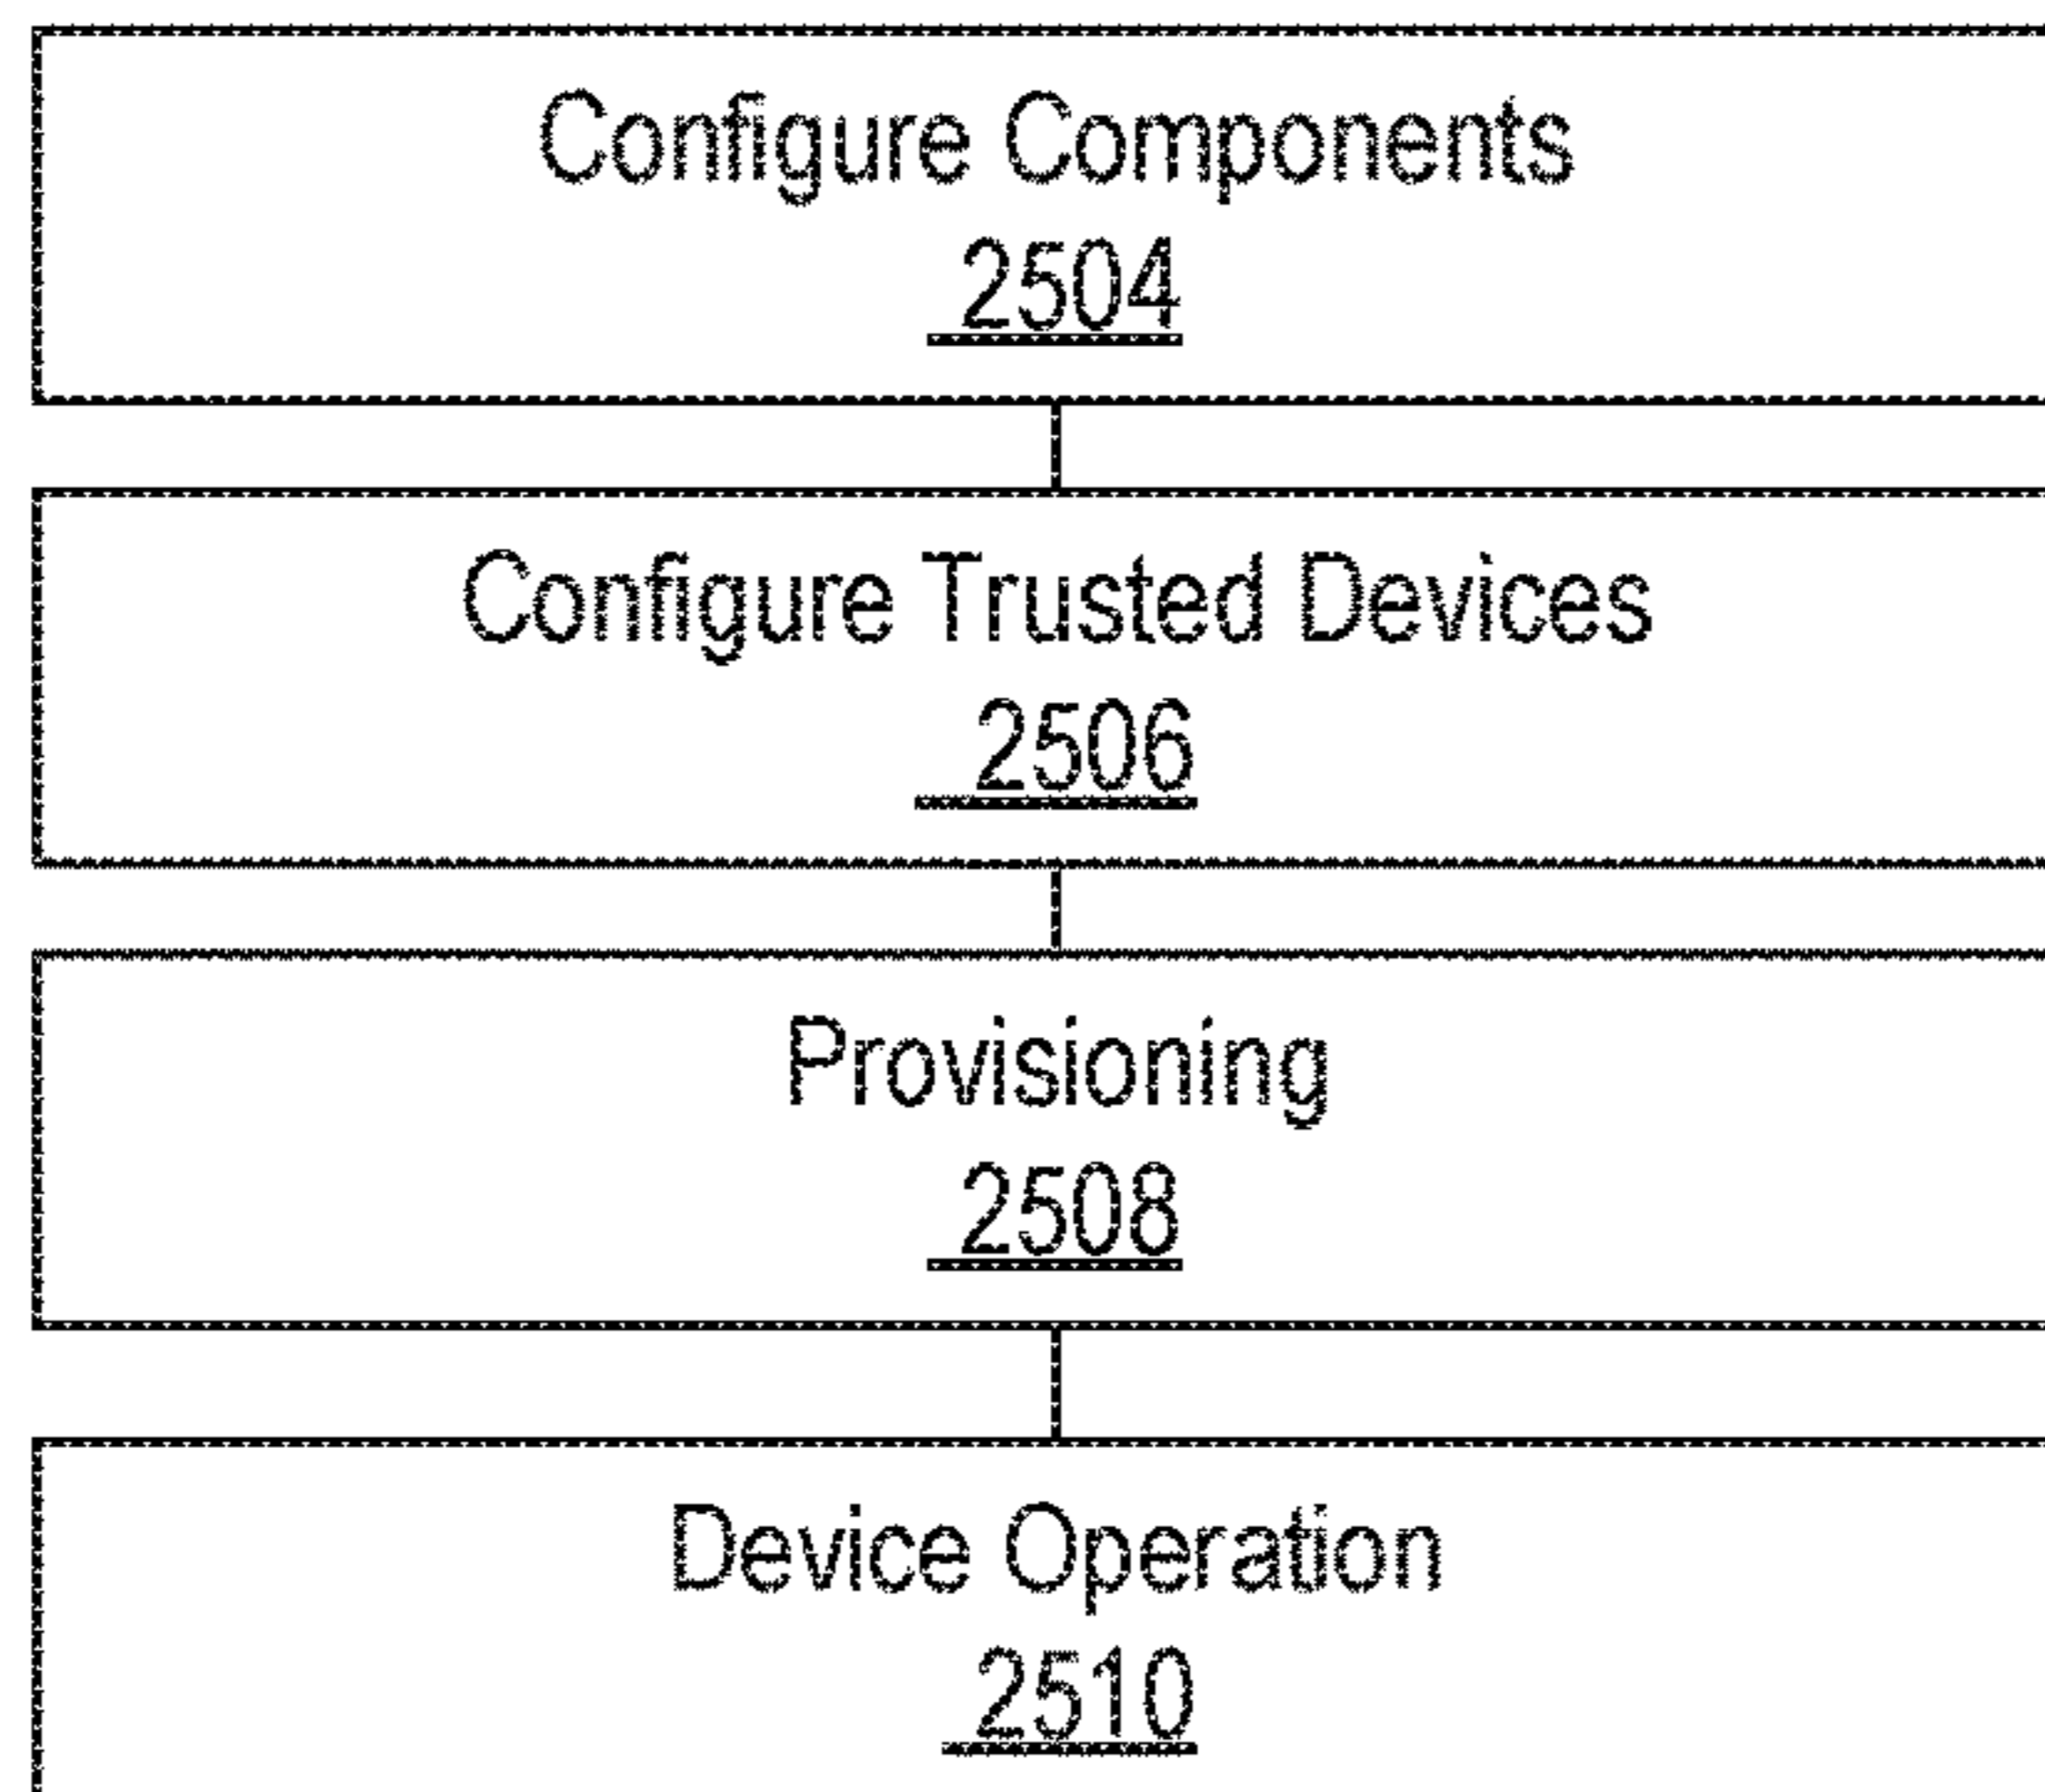 Configure Components
2504
Configure Trusted Devices
2506
Provisioning
2508
Device Operation
2510